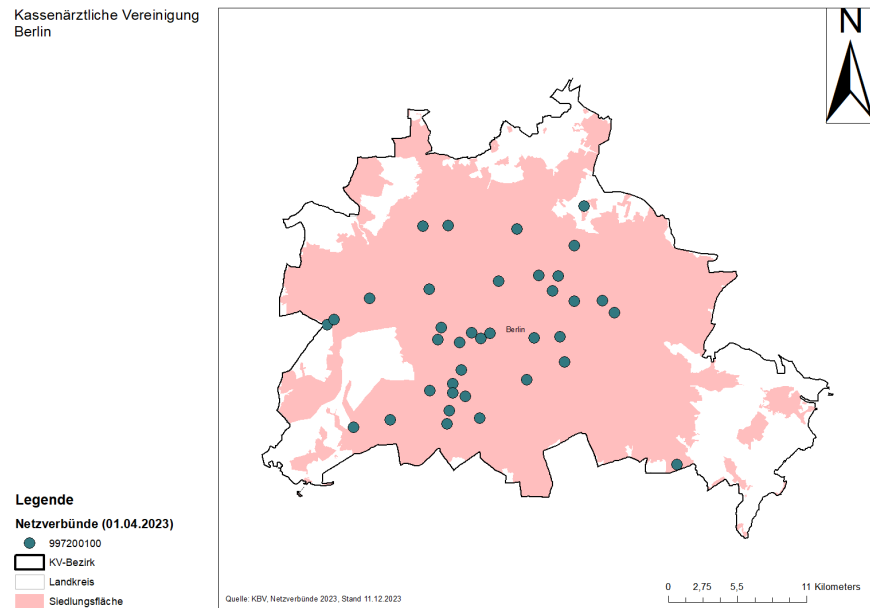 Kassenärztliche Vereinigung
Berlin
N
Berlin
Legende
Netzverbünde (01.04.2023)
997200100
KV-Bezirk
Landkreis
Siedlungsfläche
Quelle: KBV, Netzverbünde 2023, Stand 11.12.2023
0 2,75 5,5 11 Kilometers